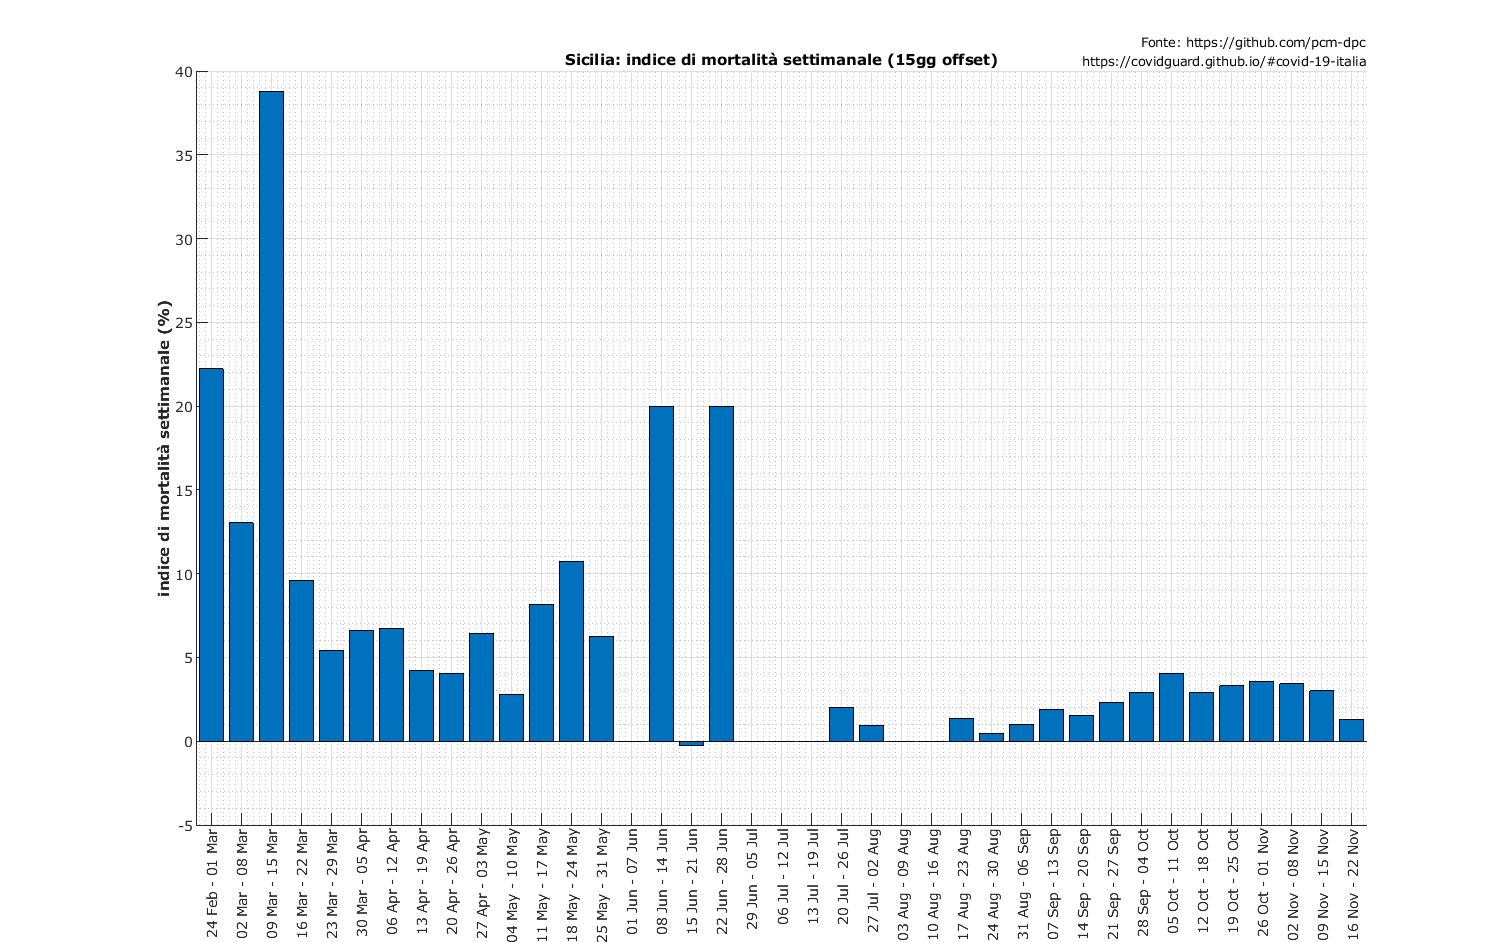 Fonte: https://github.com/pcm-dpc
Sicilia: indice di mortalità settimanale (15gg offset)
https://covidguard.github.io/#covid-19-italia
indice di mortalità settimanale (%)
40
35
30
25
20
15
10
5
0
-5
24 Feb - 01 Mar
02 Mar - 08 Mar
09 Mar - 15 Mar
16 Mar - 22 Mar
23 Mar - 29 Mar
30 Mar - 05 Apr
06 Apr - 12 Apr
13 Apr - 19 Apr
20 Apr - 26 Apr
27 Apr - 03 May
04 May - 10 May
11 May - 17 May
18 May - 24 May
25 May - 31 May
01 Jun - 07 Jun
08 Jun - 14 Jun
15 Jun - 21 Jun
22 Jun - 28 Jun
29 Jun - 05 Jul
06 Jul - 12 Jul
13 Jul - 19 Jul
20 Jul - 26 Jul
27 Jul - 02 Aug
03 Aug - 09 Aug
10 Aug - 16 Aug
17 Aug - 23 Aug
24 Aug - 30 Aug
31 Aug - 06 Sep
07 Sep - 13 Sep
14 Sep - 20 Sep
21 Sep - 27 Sep
28 Sep - 04 Oct
05 Oct - 11 Oct
12 Oct - 18 Oct
19 Oct - 25 Oct
26 Oct - 01 Nov
02 Nov - 08 Nov
09 Nov - 15 Nov
16 Nov - 22 Nov